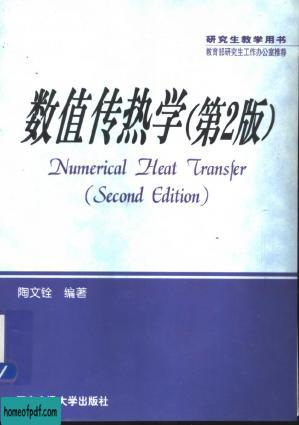 研究生教学用书
教育部研究生工作办公室推荐
数值传热学(第2版)
Numerical Heat Transfer
(Second Edition)
陶文铨 编著
大学出版社
homeofpdf.com